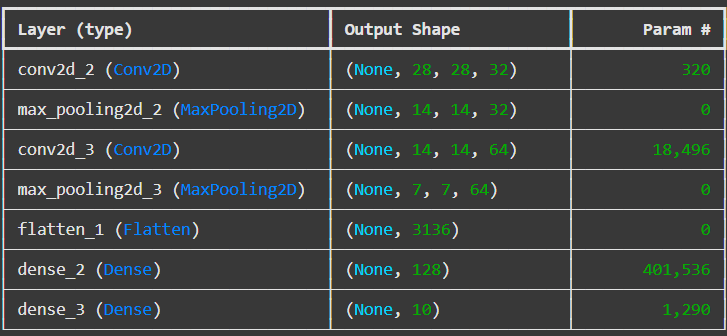 Layer (type) Output Shape Param #
conv2d_2 (Conv2D) (None, 28, 28, 32) 320
max_pooling2d_2 (MaxPooling2D) (None, 14, 14, 32) 0
conv2d_3 (Conv2D) (None, 14, 14, 64) 18,496
max_pooling2d_3 (MaxPooling2D) (None, 7, 7, 64) 0
flatten_1 (Flatten) (None, 3136) 0
dense_2 (Dense) (None, 128) 401,536
dense_3 (Dense) (None, 10) 1,290